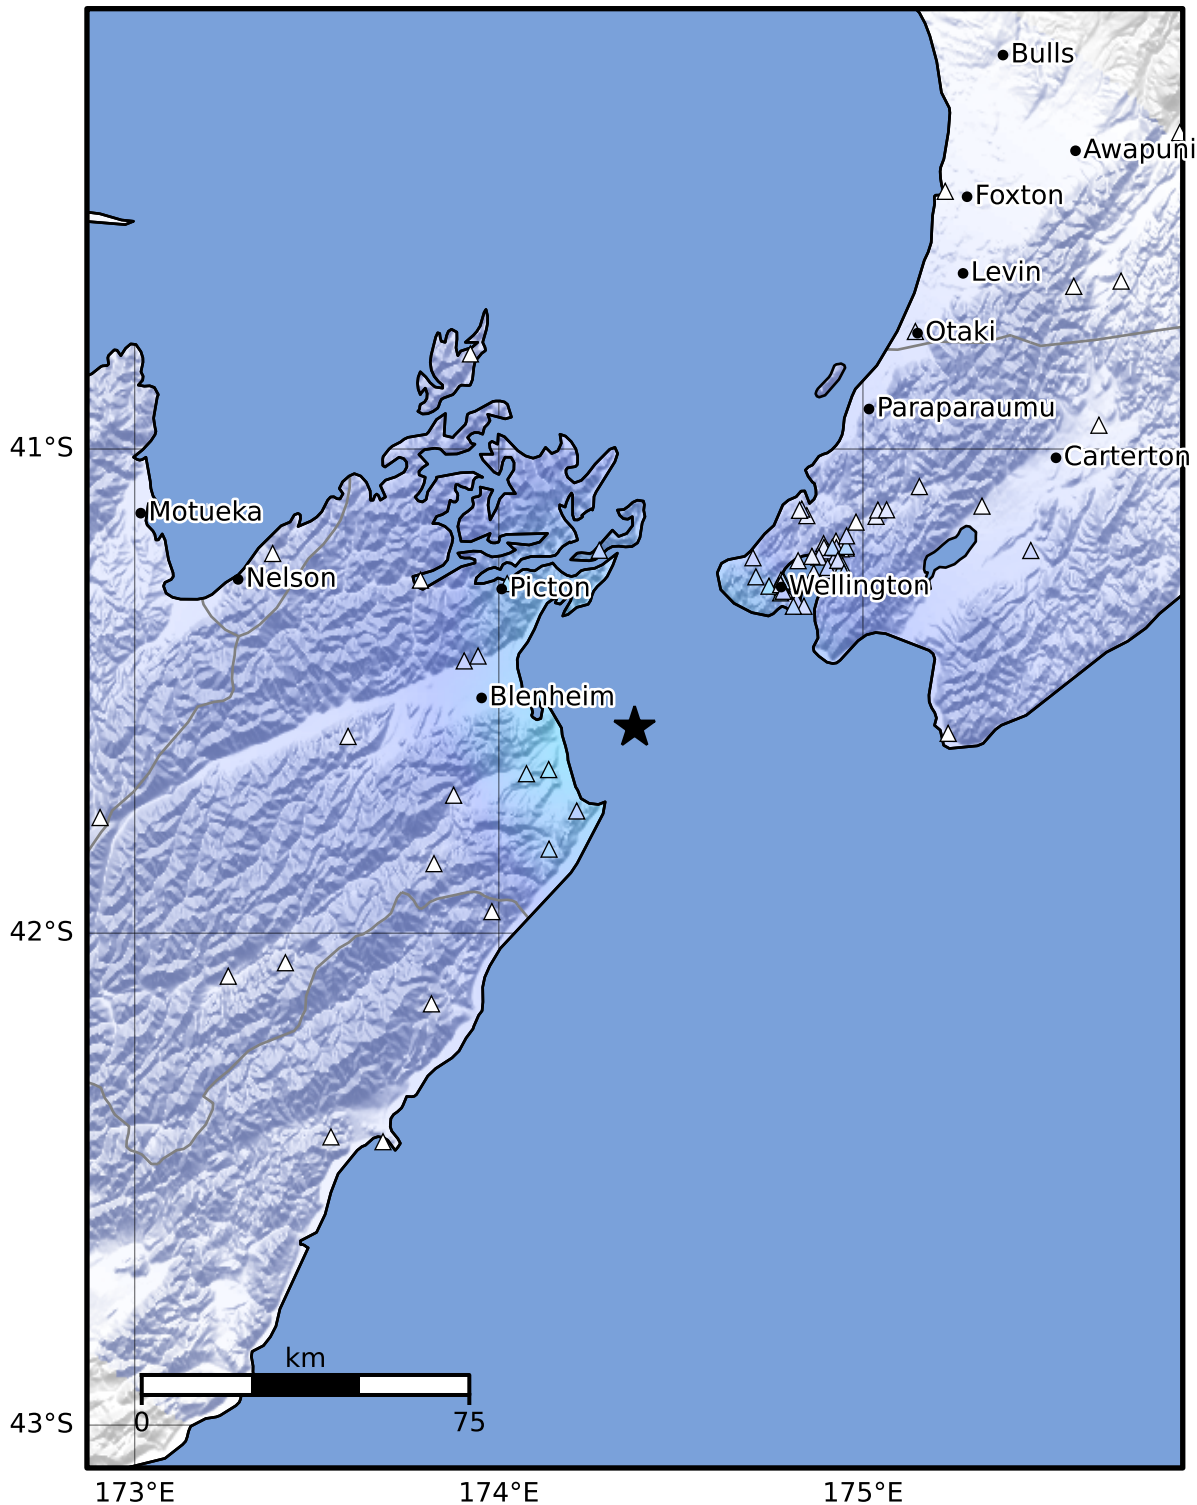 Bulls
Awapuni
Foxton
Levin
Otaki
Paraparaumu
41°S
Carterton
Motueka
Nelson
Picton
Wellington
Blenheim
42°S
km
0
75
43°S
173°E
174°E
175°E